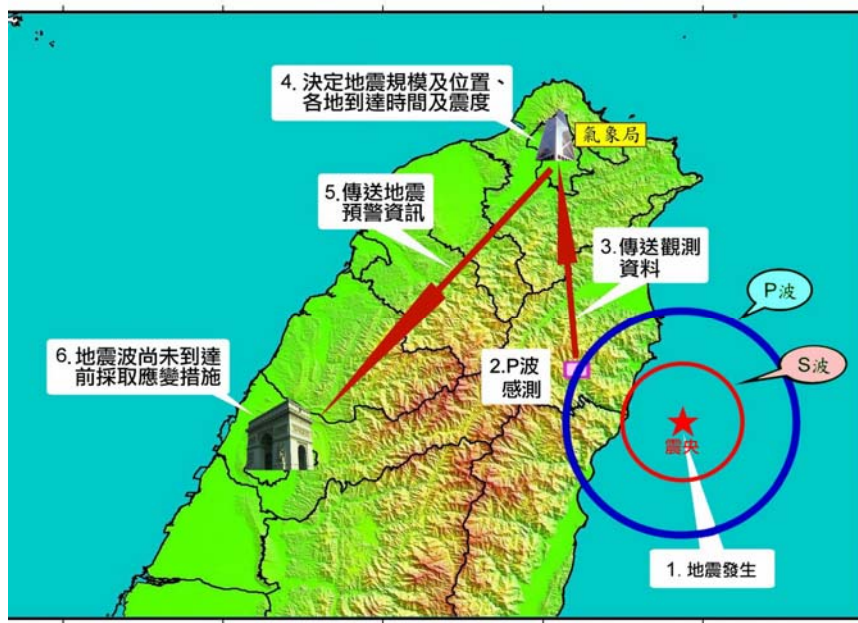 4. 決定地震規模及位置、
各地到達時間及震度
氣象局
5.傳送地震
預警資訊
3.傳送觀測
資料
P波
S波
2.P波
感測
6.地震波尚未到達
前採取應變措施
震央
1. 地震發生